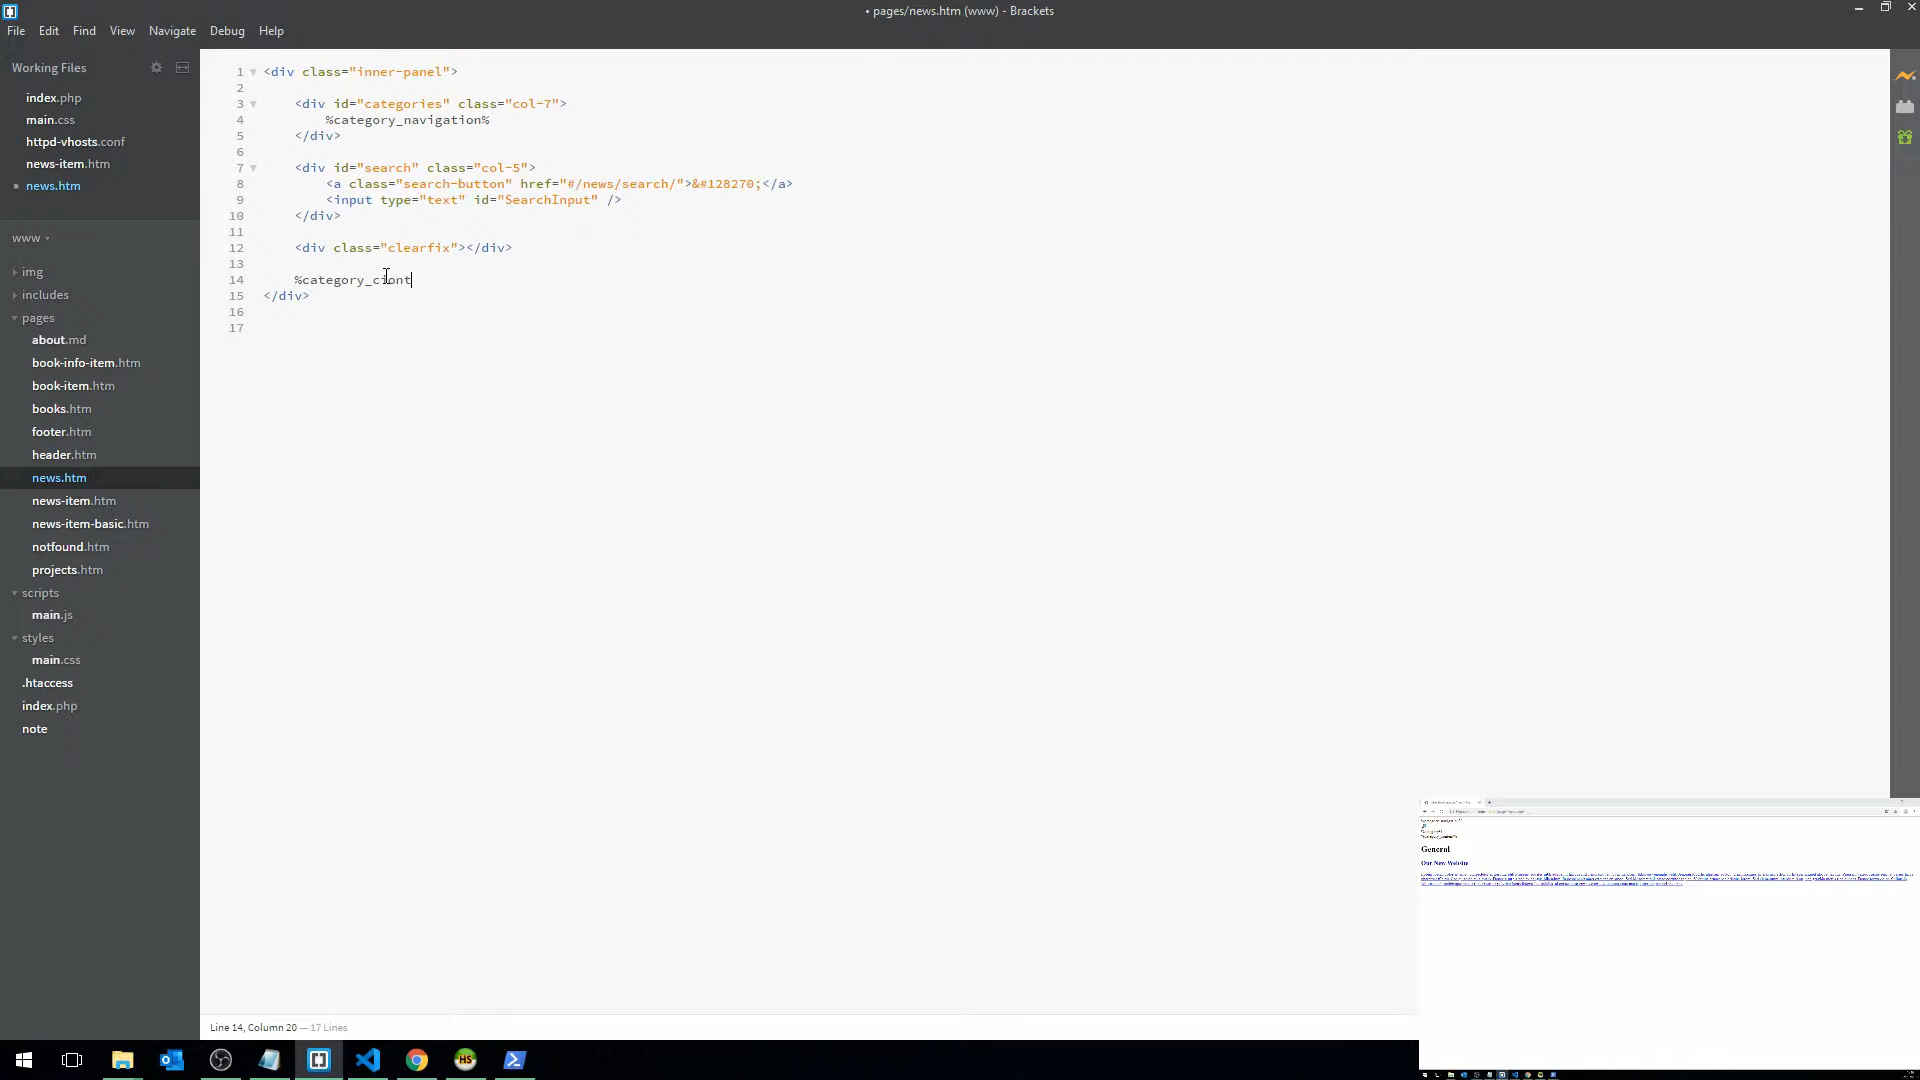 • pages/news.htm (www) - Brackets
File Edit Find View Navigate Debug Help
Working Files
index.php
main.css
httpd-vhosts.conf
news-item.htm
• news.htm
www
img
includes
pages
about.md
book-info-item.htm
book-item.htm
books.htm
footer.htm
header.htm
news.htm
news-item.htm
news-item-basic.htm
notfound.htm
projects.htm
scripts
main.js
styles
main.css
.htaccess
index.php
note
1 <div class="inner-panel">
2
3 <div id="categories" class="col-7">
4 %category_navigation%
5 </div>
6
7 <div id="search" class="col-5">
8 <a class="search-button" href="#/news/search/">&#128270;</a>
9 <input type="text" id="SearchInput" />
10 </div>
11
12 <div class="clearfix"></div>
13
14 %category_ciont
15 </div>
16
17
Line 14, Column 20 — 17 Lines
General
Our New Website
HS